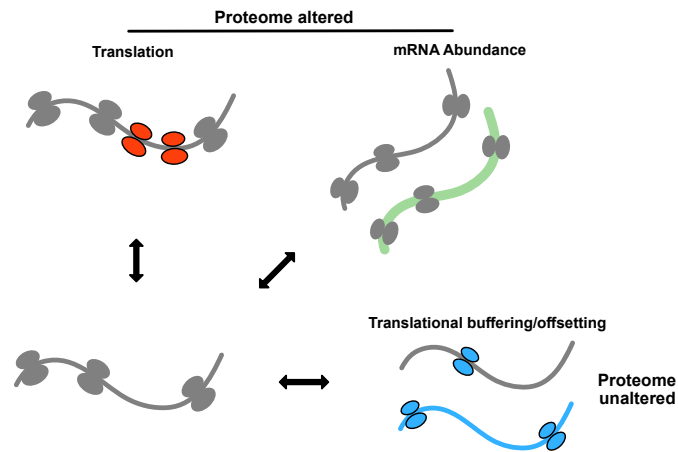 Proteome altered
Translation
mRNA Abundance
Translational buffering/offsetting
Proteome
unaltered